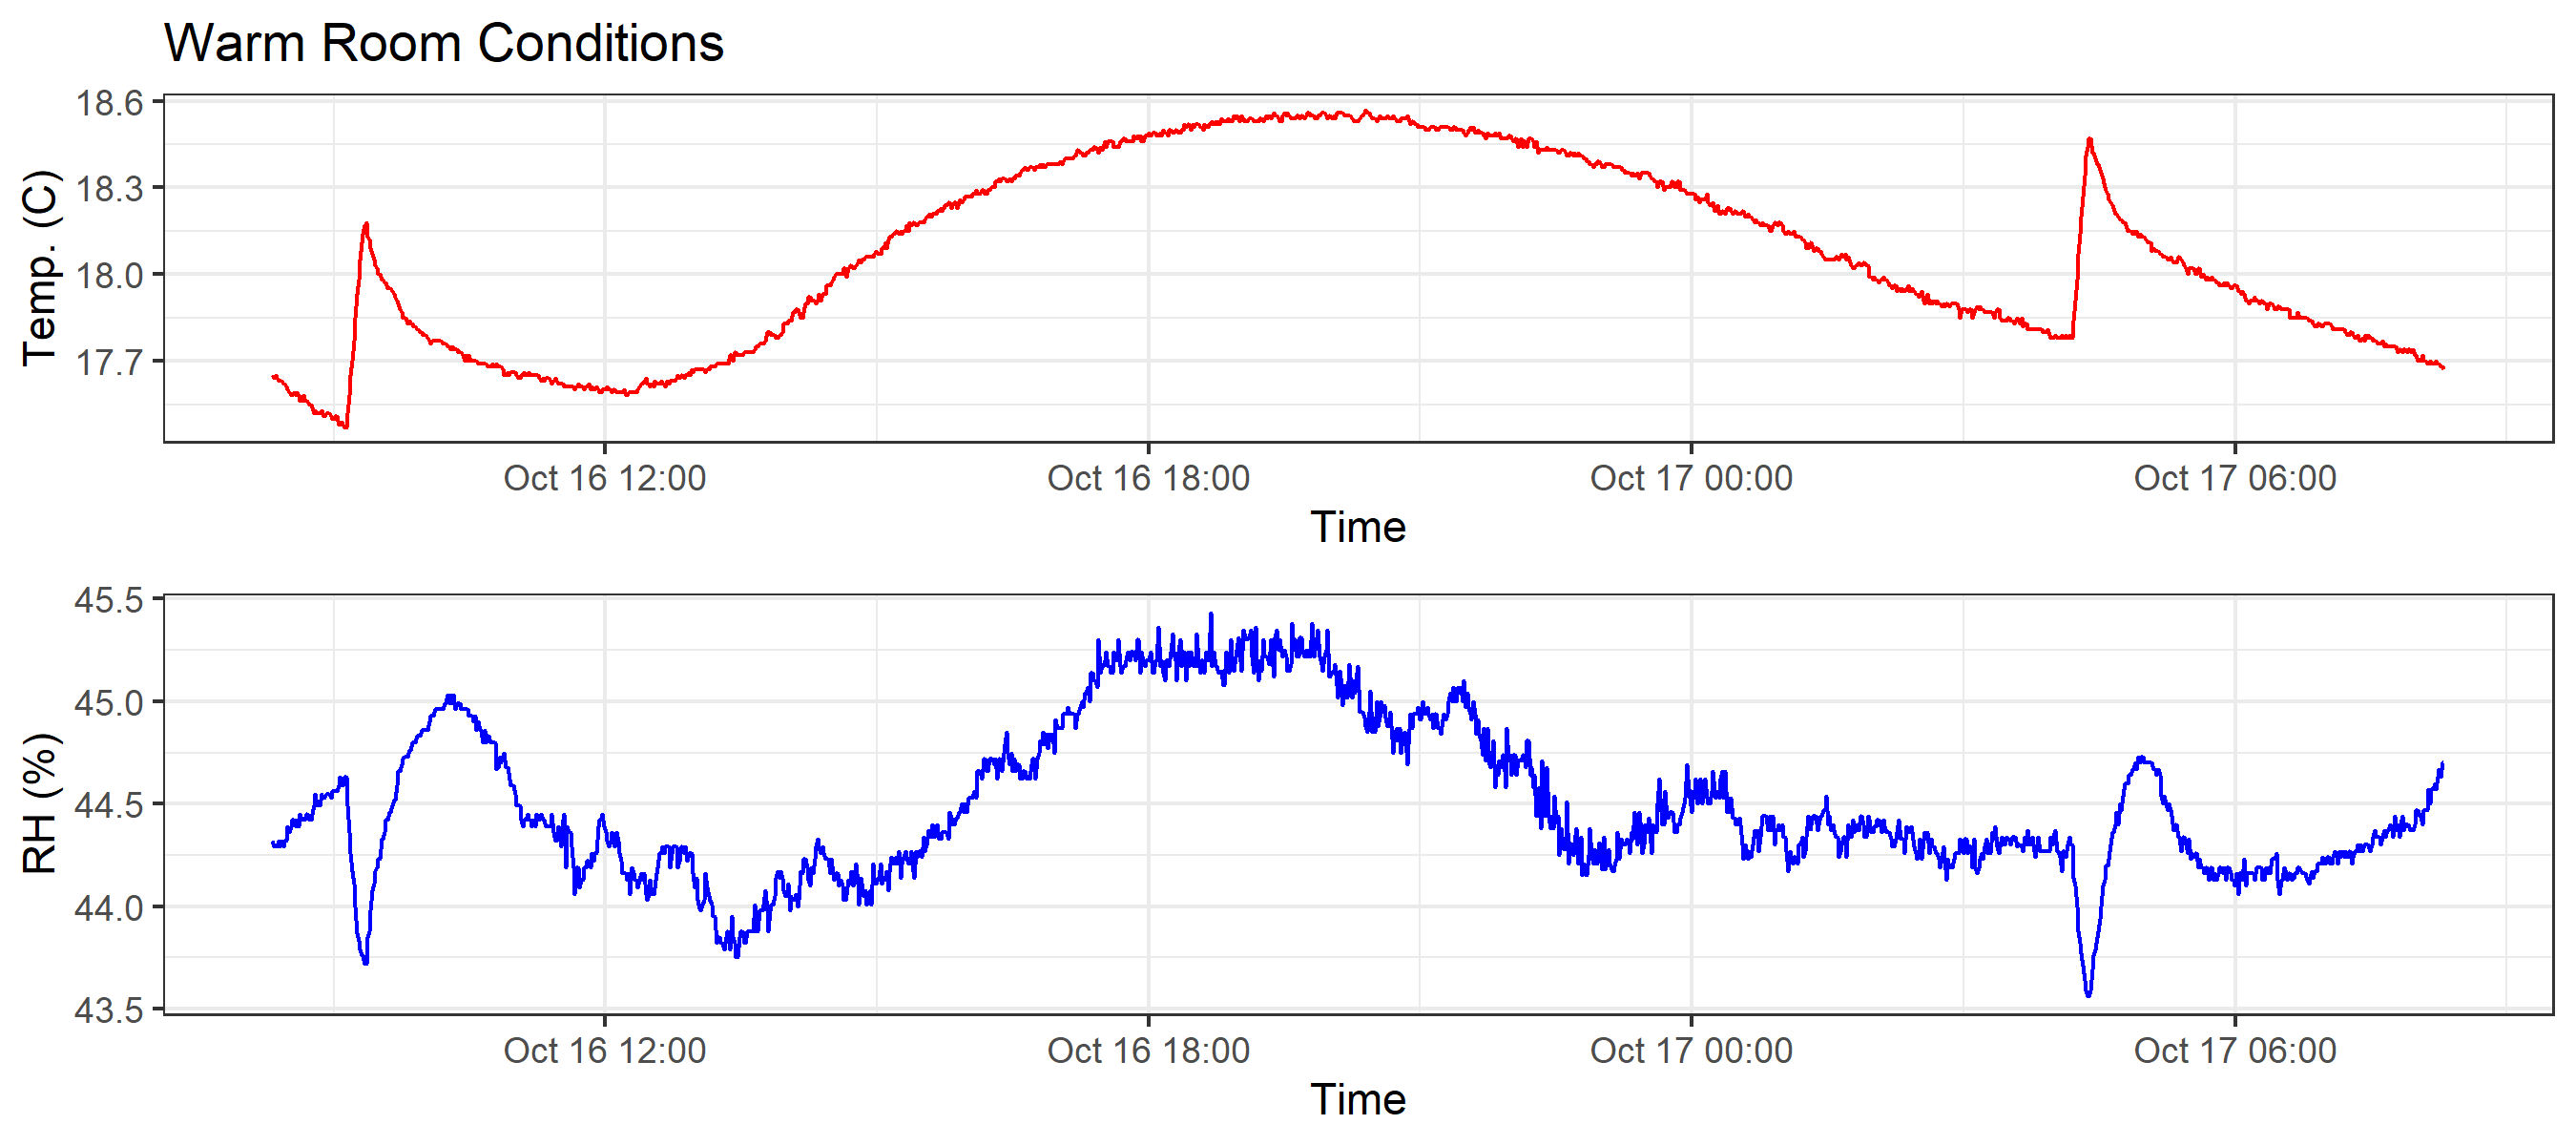 Warm Room Conditions
Temp. (C)
18.6
18.3
18.0
17.7
Oct 16 12:00 Oct 16 18:00 Oct 17 00:00 Oct 17 06:00
Time
RH (%)
45.5
45.0
44.5
44.0
43.5
Oct 16 12:00 Oct 16 18:00 Oct 17 00:00 Oct 17 06:00
Time